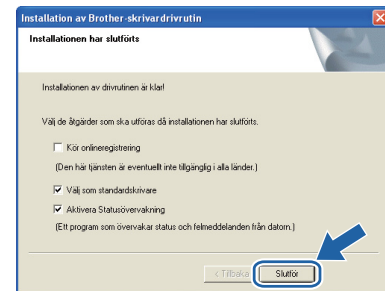 Installation av Brother-skrivardrivrutin
Installationen har slutförts
Installationen av drivrutinen är klar!
Välj de åtgärder som ska utföras då installationen har slutförts.
Kör onlineregistrering
(Den här tjänsten är eventuellt inte tillgänglig i alla länder.)
Välj som standardskrivare
Aktivera Statusövervakning
(Ett program som övervakar status och felmeddelanden från datorn.)
< Tillbaka
Slutför